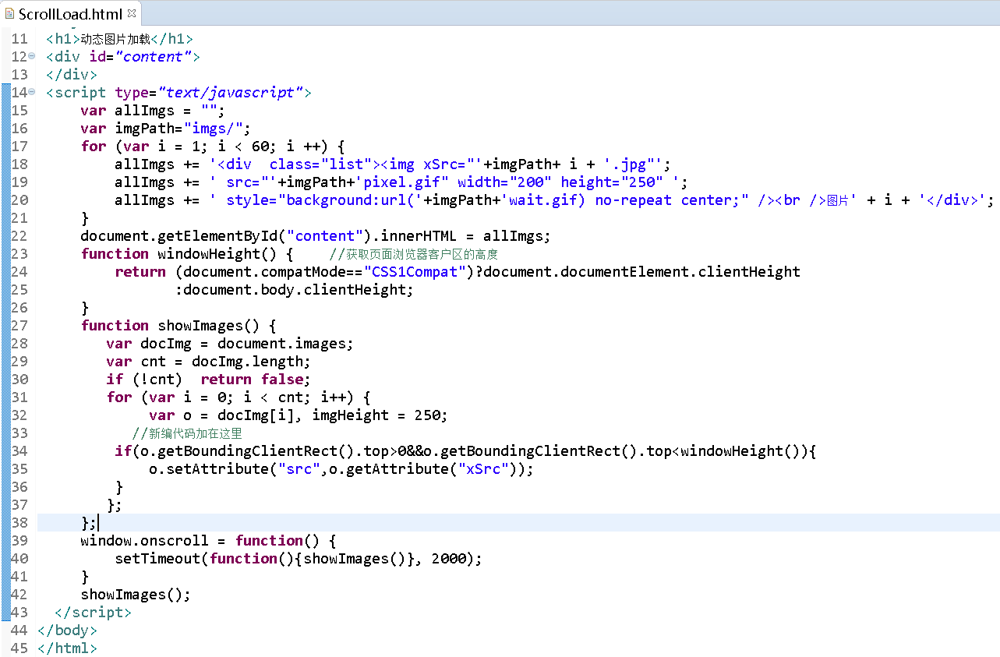 ScrollLoad.html
11 <h1>动态图片加载</h1>
12 <div id="content">
13 </div>
14 <script type="text/javascript">
15 var allImgs = "";
16 var imgPath="imgs/";
17 for (var i = 1; i < 60; i ++) {
18 allImgs += '<div  class="list"><img xSrc="'+imgPath+ i + '.jpg"';
19 allImgs += ' src="'+imgPath+'pixel.gif" width="200" height="250" ';
20 allImgs += ' style="background:url('+imgPath+'wait.gif) no-repeat center;" /><br />图片' + i + '</div>';
21 }
22 document.getElementById("content").innerHTML = allImgs;
23 function windowHeight() {    //获取页面浏览器客户区的高度
24 return (document.compatMode=="CSS1Compat")?document.documentElement.clientHeight
25 :document.body.clientHeight;
26 }
27 function showImages() {
28 var docImg = document.images;
29 var cnt = docImg.length;
30 if (!cnt)  return false;
31 for (var i = 0; i < cnt; i++) {
32 var o = docImg[i], imgHeight = 250;
33 //新编代码加在这里
34 if(o.getBoundingClientRect().top>0&&o.getBoundingClientRect().top<windowHeight()){
35 o.setAttribute("src",o.getAttribute("xSrc"));
36 }
37 };
38 };
39 window.onscroll = function() {
40 setTimeout(function(){showImages()}, 2000);
41 }
42 showImages();
43 </script>
44 </body>
45 </html>